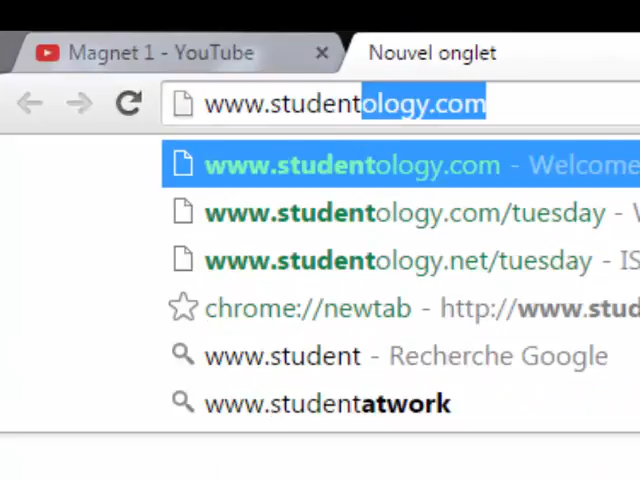 Magnet 1 - YouTube
Nouvel onglet
www.studentology.com
www.studentology.com - Welcome
www.studentology.com/tuesday -
www.studentology.net/tuesday - IS
chrome://newtab - http://www.stud
www.student - Recherche Google
www.studentatwork